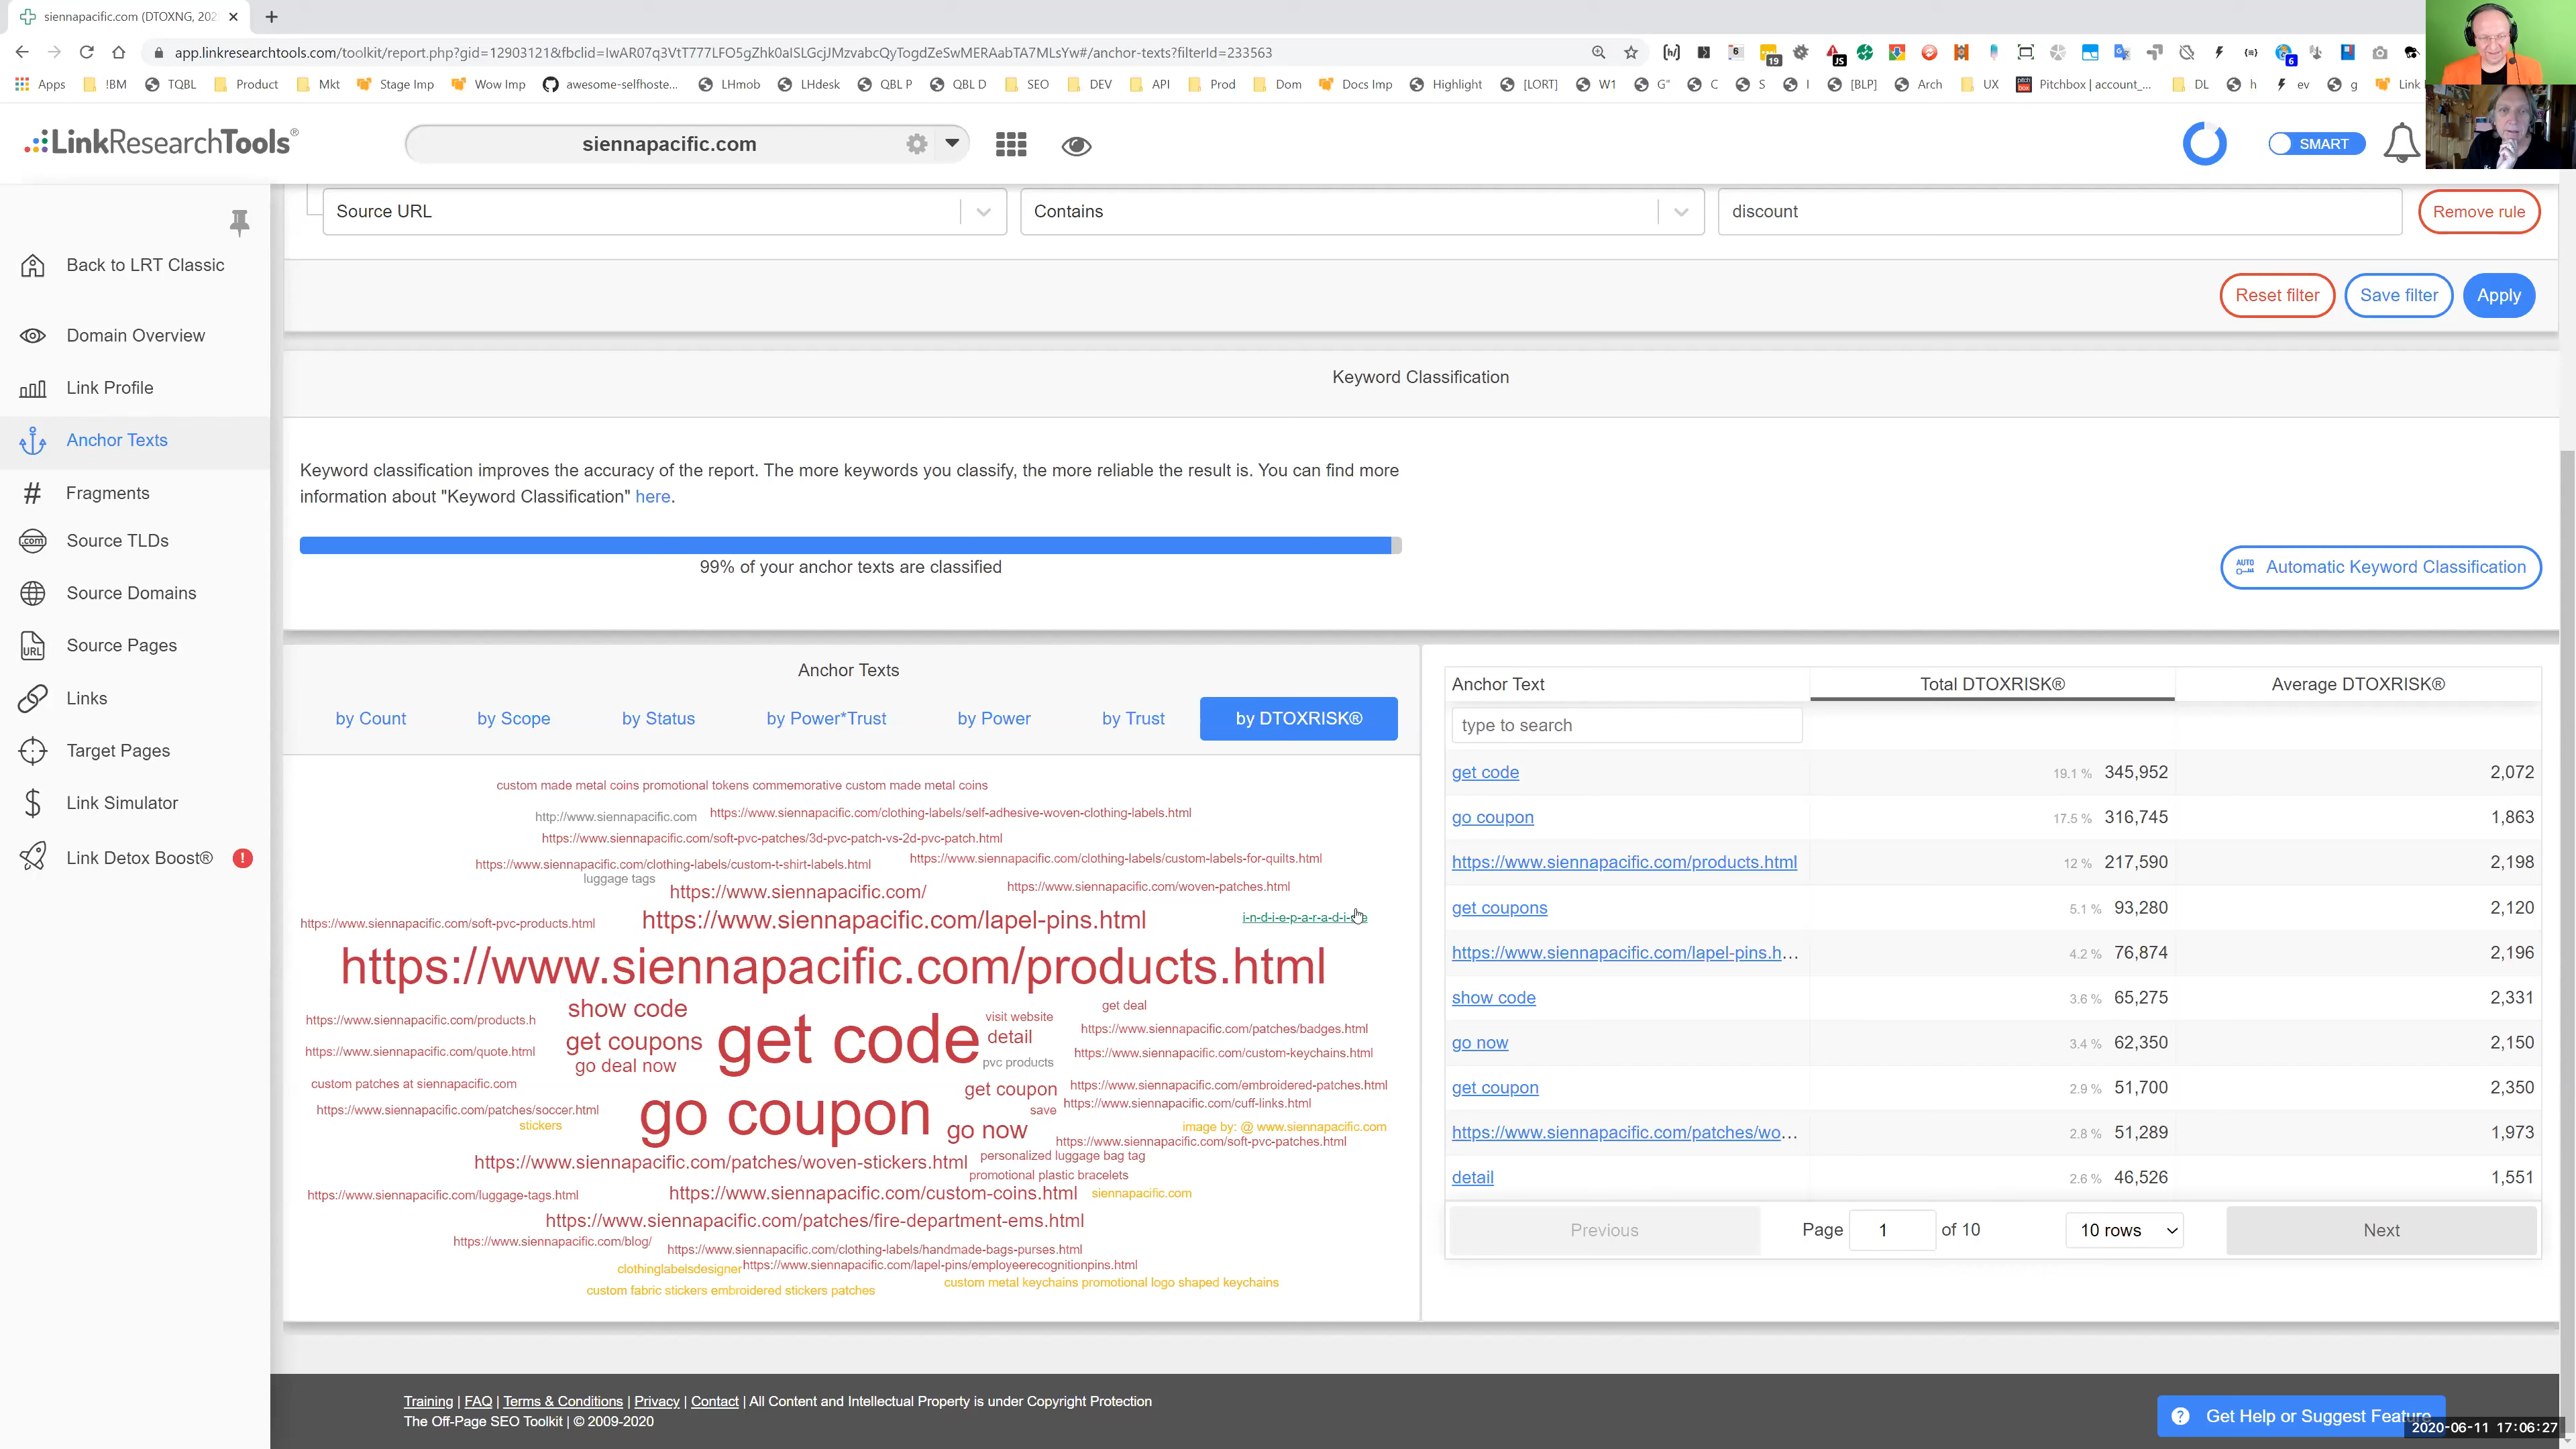 siennapacific.com (DTOXNG, 202
app.linkresearchtools.com/toolkit/report.php?gid=12903121&fbclid=IwAR07q3VtT777LFO5gZhk0aISLGcjJMzvabcQyTogdZeSwMERAabTA7MLsYw#/anchor-texts?filterId=233563
Apps !BM TQBL Product Mkt Stage Imp Wow Imp awesome-selfhoste... LHmob LHdesk QBL P QBL D SEO DEV API Prod Dom Docs Imp Highlight [LORT] W1 G" C S I [BLP] Arch UX Pitchbox | account_... DL h ev g Link
LinkResearchTools®
siennapacific.com
SMART
Source URL
Contains
discount
Remove rule
Reset filter
Save filter
Apply
Back to LRT Classic
Domain Overview
Link Profile
Anchor Texts
Fragments
Source TLDs
Source Domains
Source Pages
Links
Target Pages
Link Simulator
Link Detox Boost®
Keyword Classification
Keyword classification improves the accuracy of the report. The more keywords you classify, the more reliable the result is. You can find more
information about "Keyword Classification" here.
99% of your anchor texts are classified
AUTO Automatic Keyword Classification
Anchor Texts
by Count by Scope by Status by Power*Trust by Power by Trust by DTOXRISK®
custom made metal coins promotional tokens commemorative custom made metal coins
http://www.siennapacific.com https://www.siennapacific.com/clothing-labels/self-adhesive-woven-clothing-labels.html
https://www.siennapacific.com/soft-pvc-patches/3d-pvc-patch-vs-2d-pvc-patch.html
https://www.siennapacific.com/clothing-labels/custom-t-shirt-labels.html https://www.siennapacific.com/clothing-labels/custom-labels-for-quilts.html
luggage tags
https://www.siennapacific.com/ https://www.siennapacific.com/woven-patches.html
https://www.siennapacific.com/soft-pvc-products.html https://www.siennapacific.com/lapel-pins.html
https://www.siennapacific.com/products.html
show code get deal
https://www.siennapacific.com/products.h get code visit website https://www.siennapacific.com/patches/badges.html
get coupons detail
https://www.siennapacific.com/quote.html https://www.siennapacific.com/custom-keychains.html
go deal now pvc products
custom patches at siennapacific.com get coupon https://www.siennapacific.com/embroidered-patches.html
https://www.siennapacific.com/patches/soccer.html go coupon save https://www.siennapacific.com/cuff-links.html
stickers go now image by: @ www.siennapacific.com
https://www.siennapacific.com/soft-pvc-patches.html
https://www.siennapacific.com/patches/woven-stickers.html personalized luggage bag tag
promotional plastic bracelets
https://www.siennapacific.com/luggage-tags.html https://www.siennapacific.com/custom-coins.html siennapacific.com
https://www.siennapacific.com/patches/fire-department-ems.html
https://www.siennapacific.com/blog/ https://www.siennapacific.com/clothing-labels/handmade-bags-purses.html
clothinglabelsdesigner https://www.siennapacific.com/lapel-pins/employeerecognitionpins.html
custom fabric stickers embroidered stickers patches custom metal keychains promotional logo shaped keychains
Anchor Text Total DTOXRISK® Average DTOXRISK®
type to search
get code 19.1 % 345,952 2,072
go coupon 17.5 % 316,745 1,863
https://www.siennapacific.com/products.html 12 % 217,590 2,198
get coupons 5.1 % 93,280 2,120
https://www.siennapacific.com/lapel-pins.h... 4.2 % 76,874 2,196
show code 3.6 % 65,275 2,331
go now 3.4 % 62,350 2,150
get coupon 2.9 % 51,700 2,350
https://www.siennapacific.com/patches/wo... 2.8 % 51,289 1,973
detail 2.6 % 46,526 1,551
Previous Page 1 of 10 10 rows Next
Training | FAQ | Terms & Conditions | Privacy | Contact | All Content and Intellectual Property is under Copyright Protection
The Off-Page SEO Toolkit | © 2009-2020
Get Help or Suggest Feature
2020-06-11 17:06:27